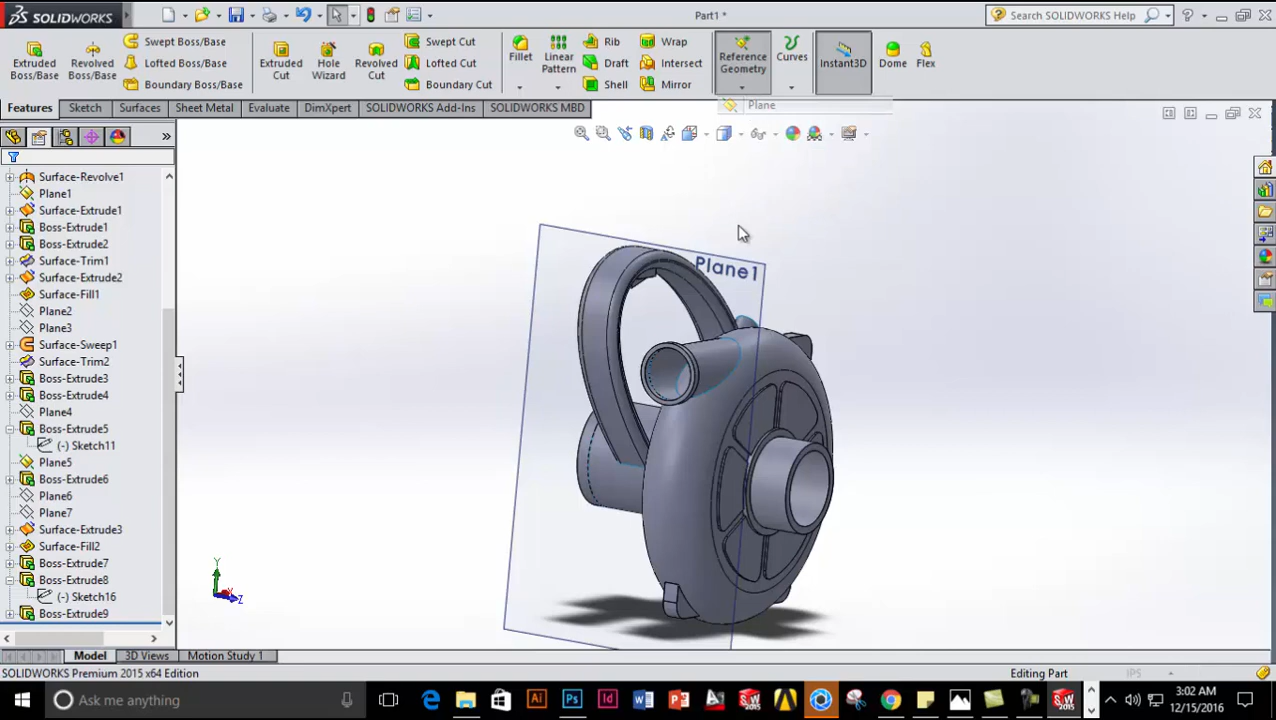 SOLIDWORKS
Part1 *
Search SOLIDWORKS Help
Extruded Boss/Base
Revolved Boss/Base
Swept Boss/Base
Lofted Boss/Base
Boundary Boss/Base
Extruded Cut
Hole Wizard
Revolved Cut
Swept Cut
Lofted Cut
Boundary Cut
Fillet
Linear Pattern
Rib
Draft
Shell
Wrap
Intersect
Mirror
Reference Geometry
Curves
Instant3D
Dome
Flex
Features
Sketch
Surfaces
Sheet Metal
Evaluate
DimXpert
SOLIDWORKS Add-Ins
SOLIDWORKS MBD
Plane
Surface-Revolve1
Plane1
Surface-Extrude1
Boss-Extrude1
Boss-Extrude2
Surface-Trim1
Surface-Extrude2
Surface-Fill1
Plane2
Plane3
Surface-Sweep1
Surface-Trim2
Boss-Extrude3
Boss-Extrude4
Plane4
Boss-Extrude5
(-) Sketch11
Plane5
Boss-Extrude6
Plane6
Plane7
Surface-Extrude3
Surface-Fill2
Boss-Extrude7
Boss-Extrude8
(-) Sketch16
Boss-Extrude9
Plane1
Y
X
Z
Model
3D Views
Motion Study 1
SOLIDWORKS Premium 2015 x64 Edition
Editing Part
IPS
Ask me anything
3:02 AM
12/15/2016